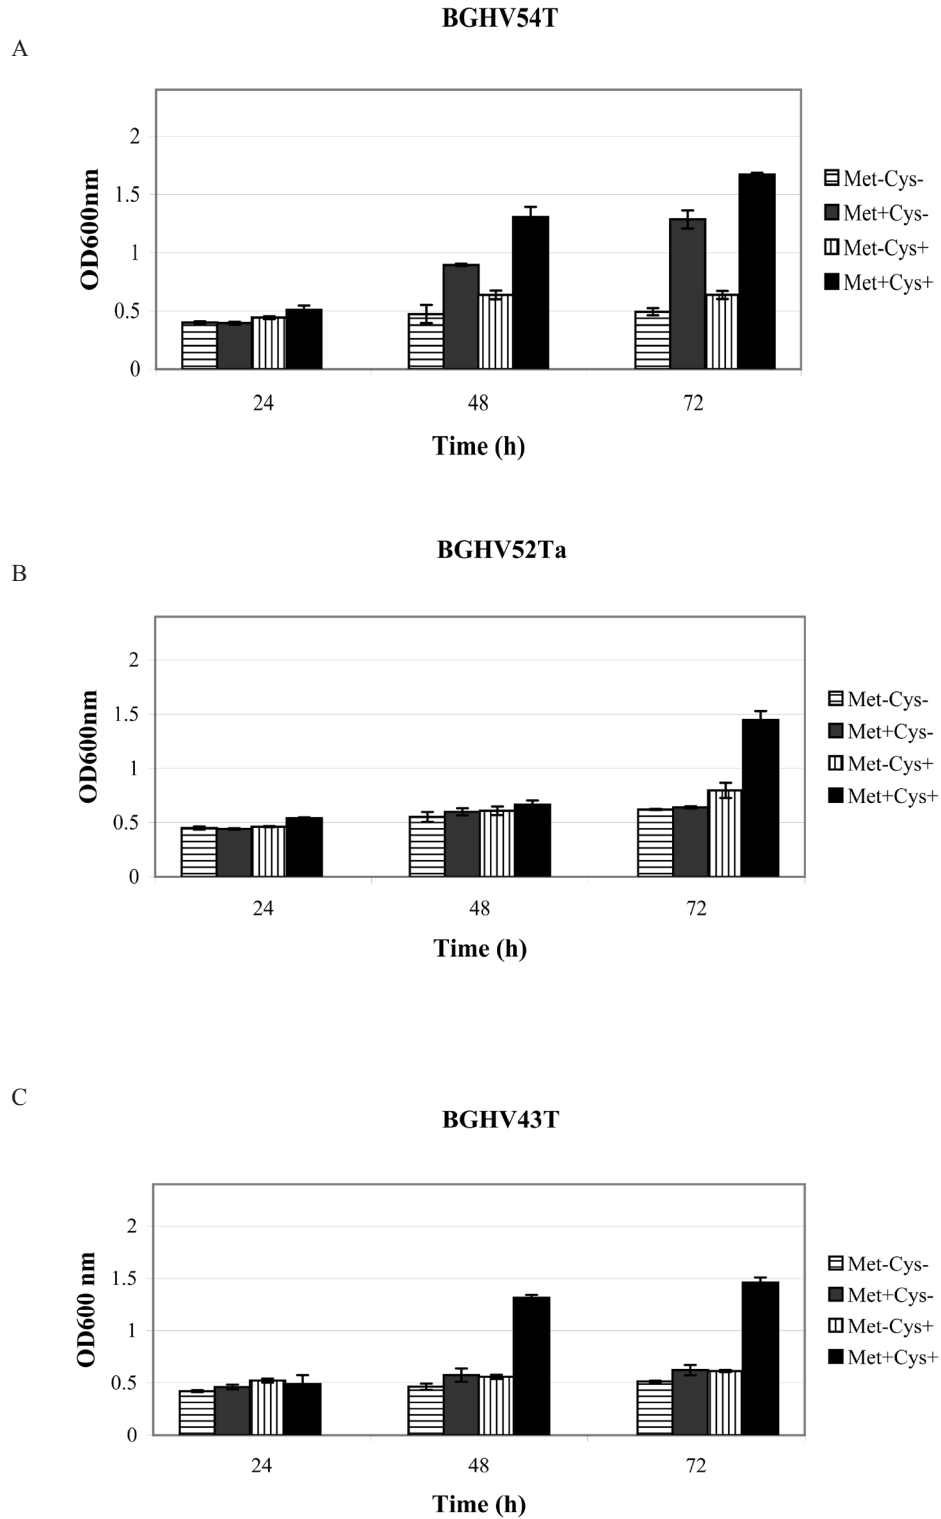 BGHV54T
A
2
1.5
1
0.5
0
OD600nm
24
48
72
Time (h)
Met-Cys-
Met+Cys-
Met-Cys+
Met+Cys+
BGHV52Ta
B
2
1.5
1
0.5
0
OD600nm
24
48
72
Time (h)
Met-Cys-
Met+Cys-
Met-Cys+
Met+Cys+
C
BGHV43T
2
1.5
1
0.5
0
OD600 nm
24
48
72
Time (h)
Met-Cys-
Met+Cys-
Met-Cys+
Met+Cys+